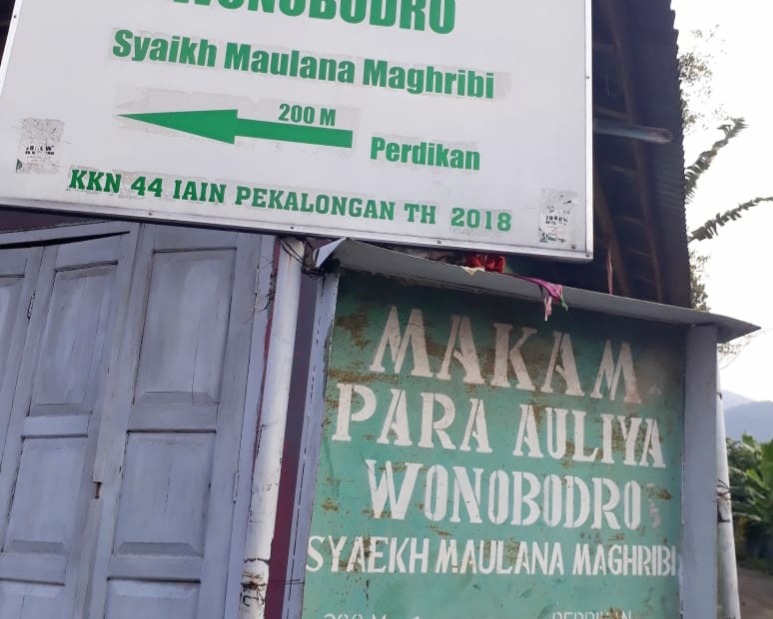 WONOBODRO
Syaikh Maulana Maghribi
200 M
Perdikan
KKN 44 IAIN PEKALONGAN TH 2018
MAKAM
PARA AULIYA
WONOBODRO
SYAEKH MAULANA MAGHRIBI
200 M